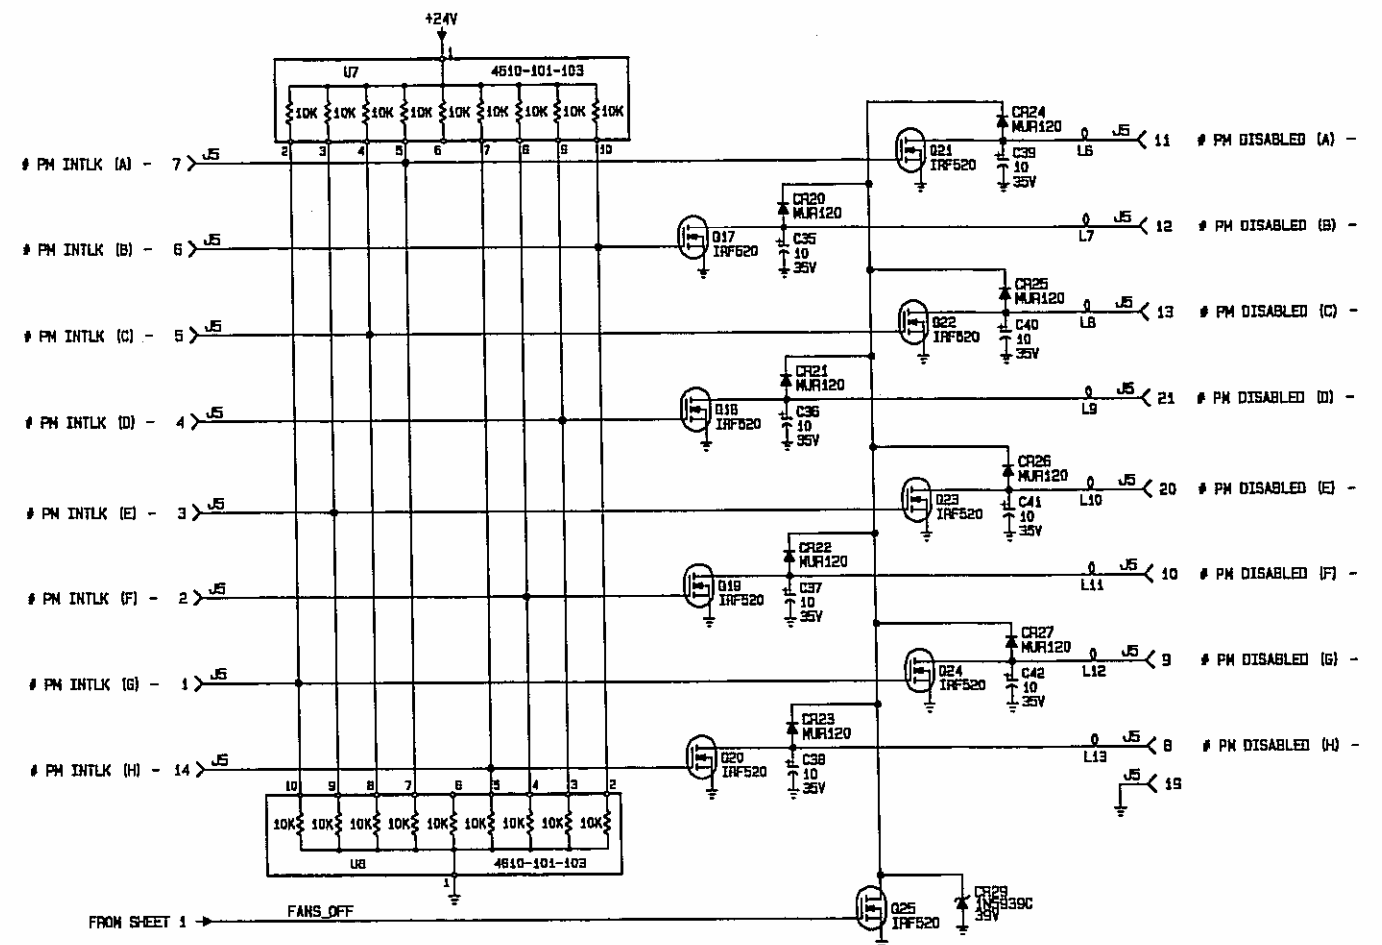 +24V
1
U7 4610-101-103
10K 10K 10K 10K 10K 10K 10K 10K 10K
2 3 4 5 6 7 8 9 10
# PM INTLK (A) - 7 J5
Q21
IRF520
CR24
MUR120
C39
10
35V
L6
J5 11 # PM DISABLED (A) -
# PM INTLK (B) - 6 J5
Q17
IRF520
CR20
MUR120
C35
10
35V
L7
J5 12 # PM DISABLED (B) -
# PM INTLK (C) - 5 J5
Q22
IRF520
CR25
MUR120
C40
10
35V
L8
J5 13 # PM DISABLED (C) -
# PM INTLK (D) - 4 J5
Q18
IRF520
CR21
MUR120
C36
10
35V
L9
J5 21 # PM DISABLED (D) -
# PM INTLK (E) - 3 J5
Q23
IRF520
CR26
MUR120
C41
10
35V
L10
J5 20 # PM DISABLED (E) -
# PM INTLK (F) - 2 J5
Q19
IRF520
CR22
MUR120
C37
10
35V
L11
J5 10 # PM DISABLED (F) -
# PM INTLK (G) - 1 J5
Q24
IRF520
CR27
MUR120
C42
10
35V
L12
J5 9 # PM DISABLED (G) -
# PM INTLK (H) - 14 J5
Q20
IRF520
CR23
MUR120
C38
10
35V
L13
J5 8 # PM DISABLED (H) -
J5 19
10 9 8 7 6 5 4 3 2
10K 10K 10K 10K 10K 10K 10K 10K 10K
U8 4610-101-103
1
FROM SHEET 1 FANS_OFF
Q25
IRF520
CR29
1N5939C
39V